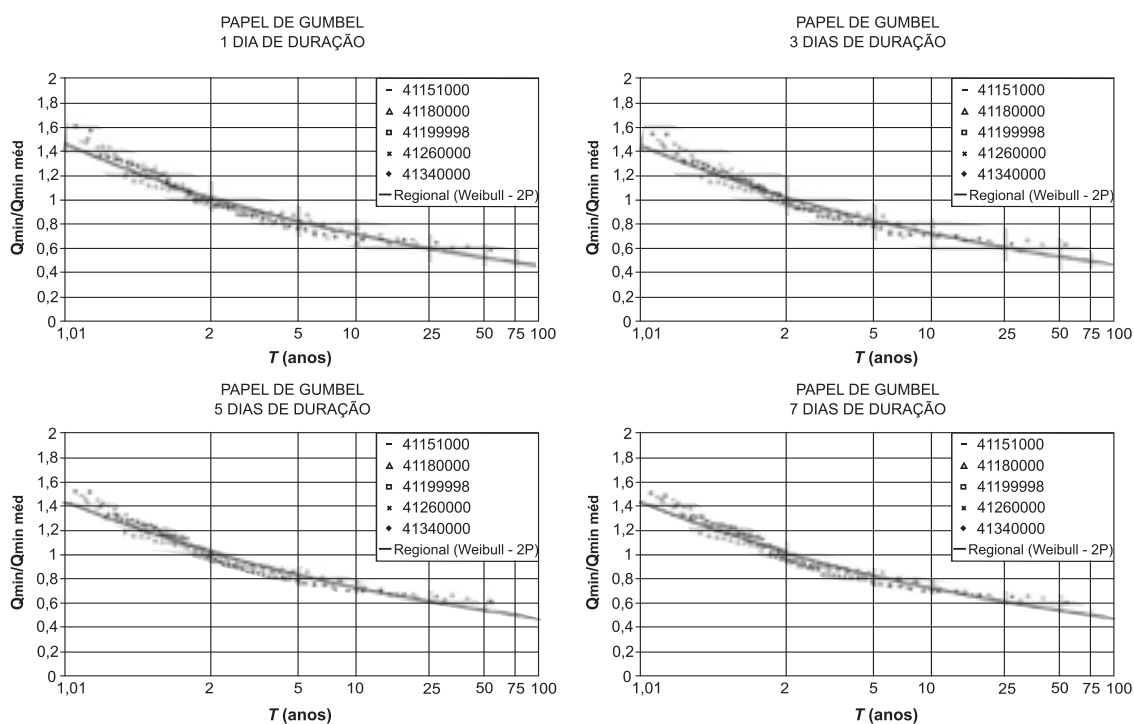 PAPEL DE GUMBEL
1 DIA DE DURAÇÃO
Qmin/Qmin méd
2
1,8
1,6
1,4
1,2
1
0,8
0,6
0,4
0,2
0
41151000
41180000
41199998
41260000
41340000
Regional (Weibull - 2P)
1,01 2 5 10 25 50 75 100
T (anos)
PAPEL DE GUMBEL
3 DIAS DE DURAÇÃO
Qmin/Qmin méd
2
1,8
1,6
1,4
1,2
1
0,8
0,6
0,4
0,2
0
41151000
41180000
41199998
41260000
41340000
Regional (Weibull - 2P)
1,01 2 5 10 25 50 75 100
T (anos)
PAPEL DE GUMBEL
5 DIAS DE DURAÇÃO
Qmin/Qmin méd
2
1,8
1,6
1,4
1,2
1
0,8
0,6
0,4
0,2
0
41151000
41180000
41199998
41260000
41340000
Regional (Weibull - 2P)
1,01 2 5 10 25 50 75 100
T (anos)
PAPEL DE GUMBEL
7 DIAS DE DURAÇÃO
Qmin/Qmin méd
2
1,8
1,6
1,4
1,2
1
0,8
0,6
0,4
0,2
0
41151000
41180000
41199998
41260000
41340000
Regional (Weibull - 2P)
1,01 2 5 10 25 50 75 100
T (anos)